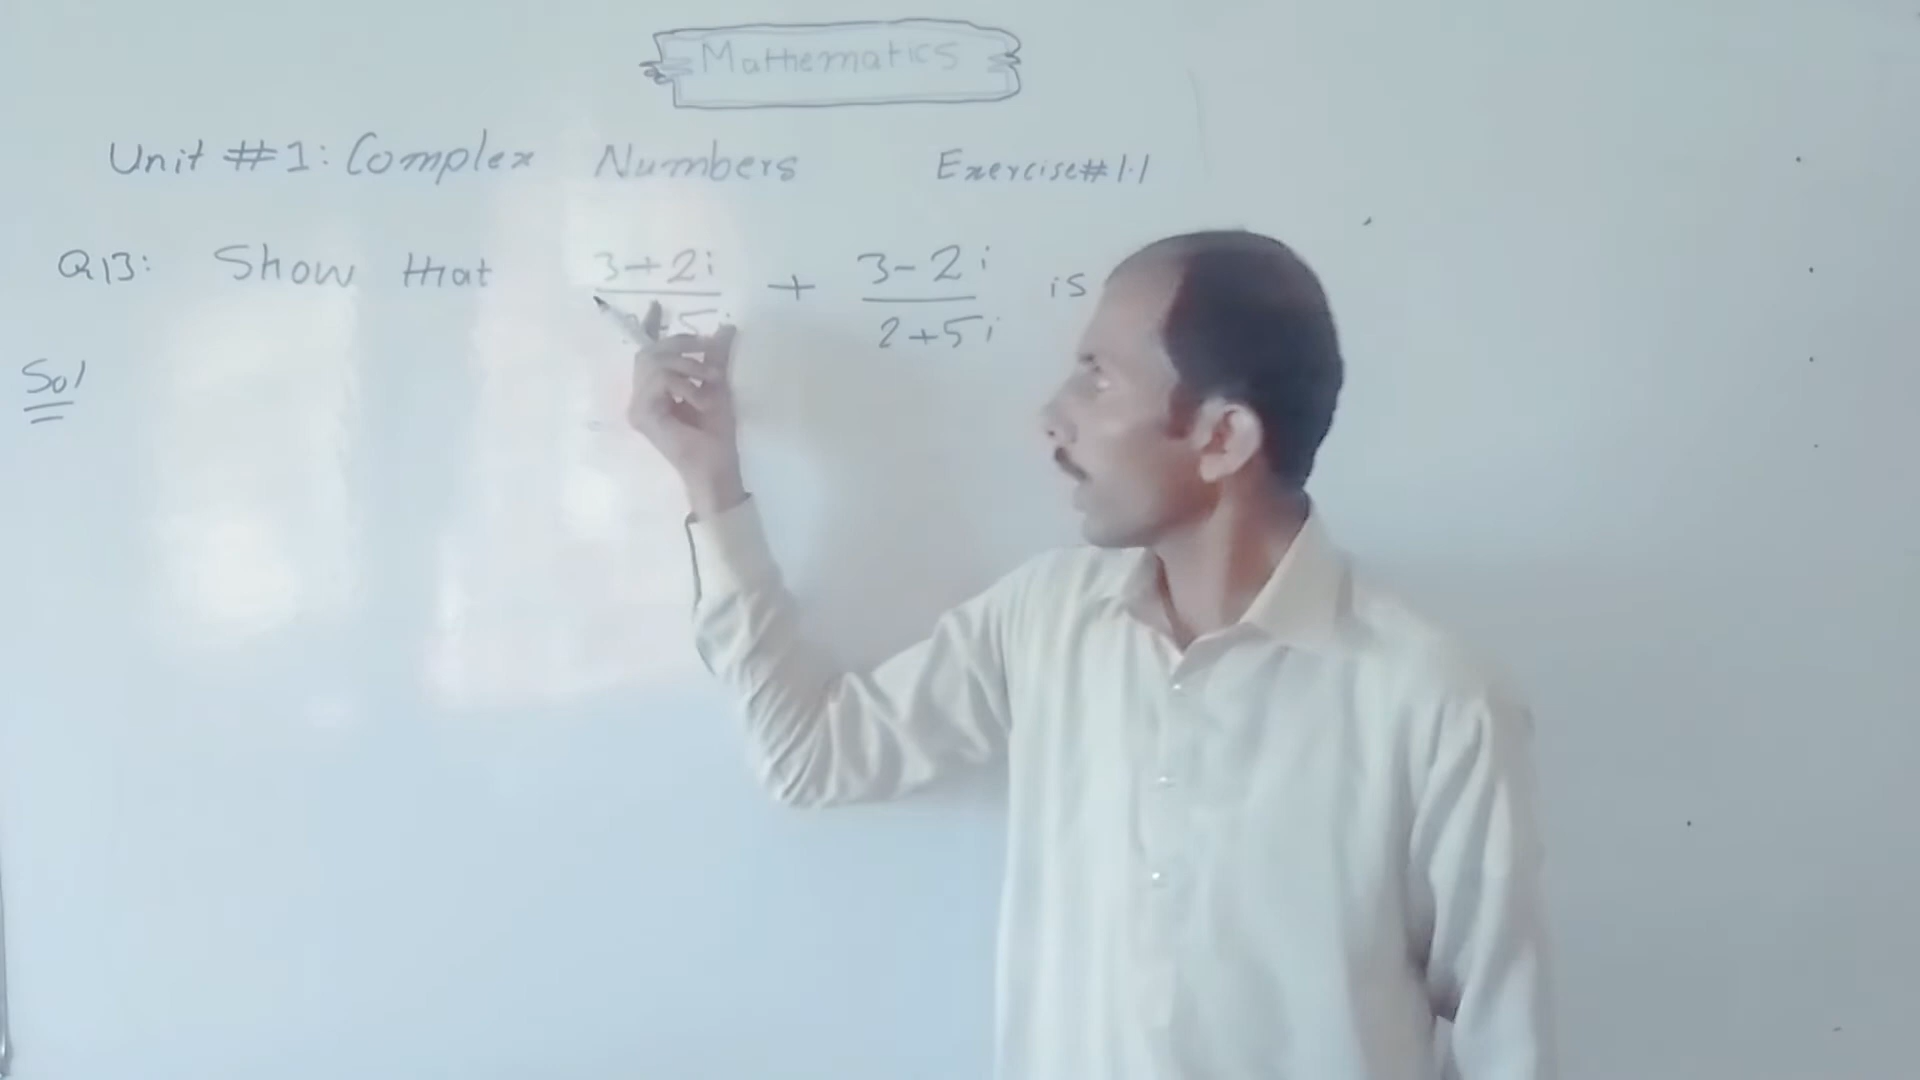 Mathematics
Unit #1: Complex Numbers Exercise#1.1
Q13: Show that 3+2i + 3-2i is
5i 2+5i
Sol